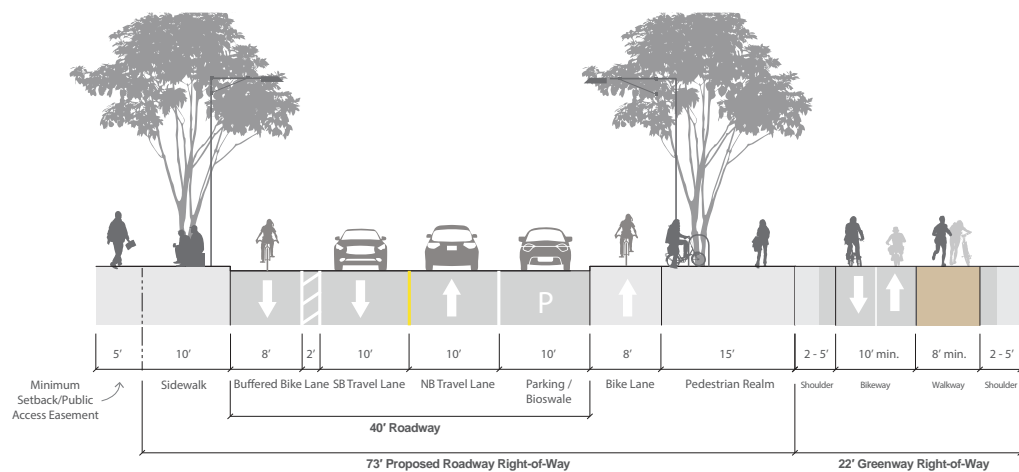 P
5’
10’
8’
2’
10’
10’
10’
8’
15’
2 - 5’
10’ min.
8’ min.
2 - 5’
Minimum
Setback/Public
Access Easement
Sidewalk
Buffered Bike Lane
SB Travel Lane
NB Travel Lane
Parking /
Bioswale
Bike Lane
Pedestrian Realm
Shoulder
Bikeway
Walkway
Shoulder
40’ Roadway
73’ Proposed Roadway Right-of-Way
22’ Greenway Right-of-Way